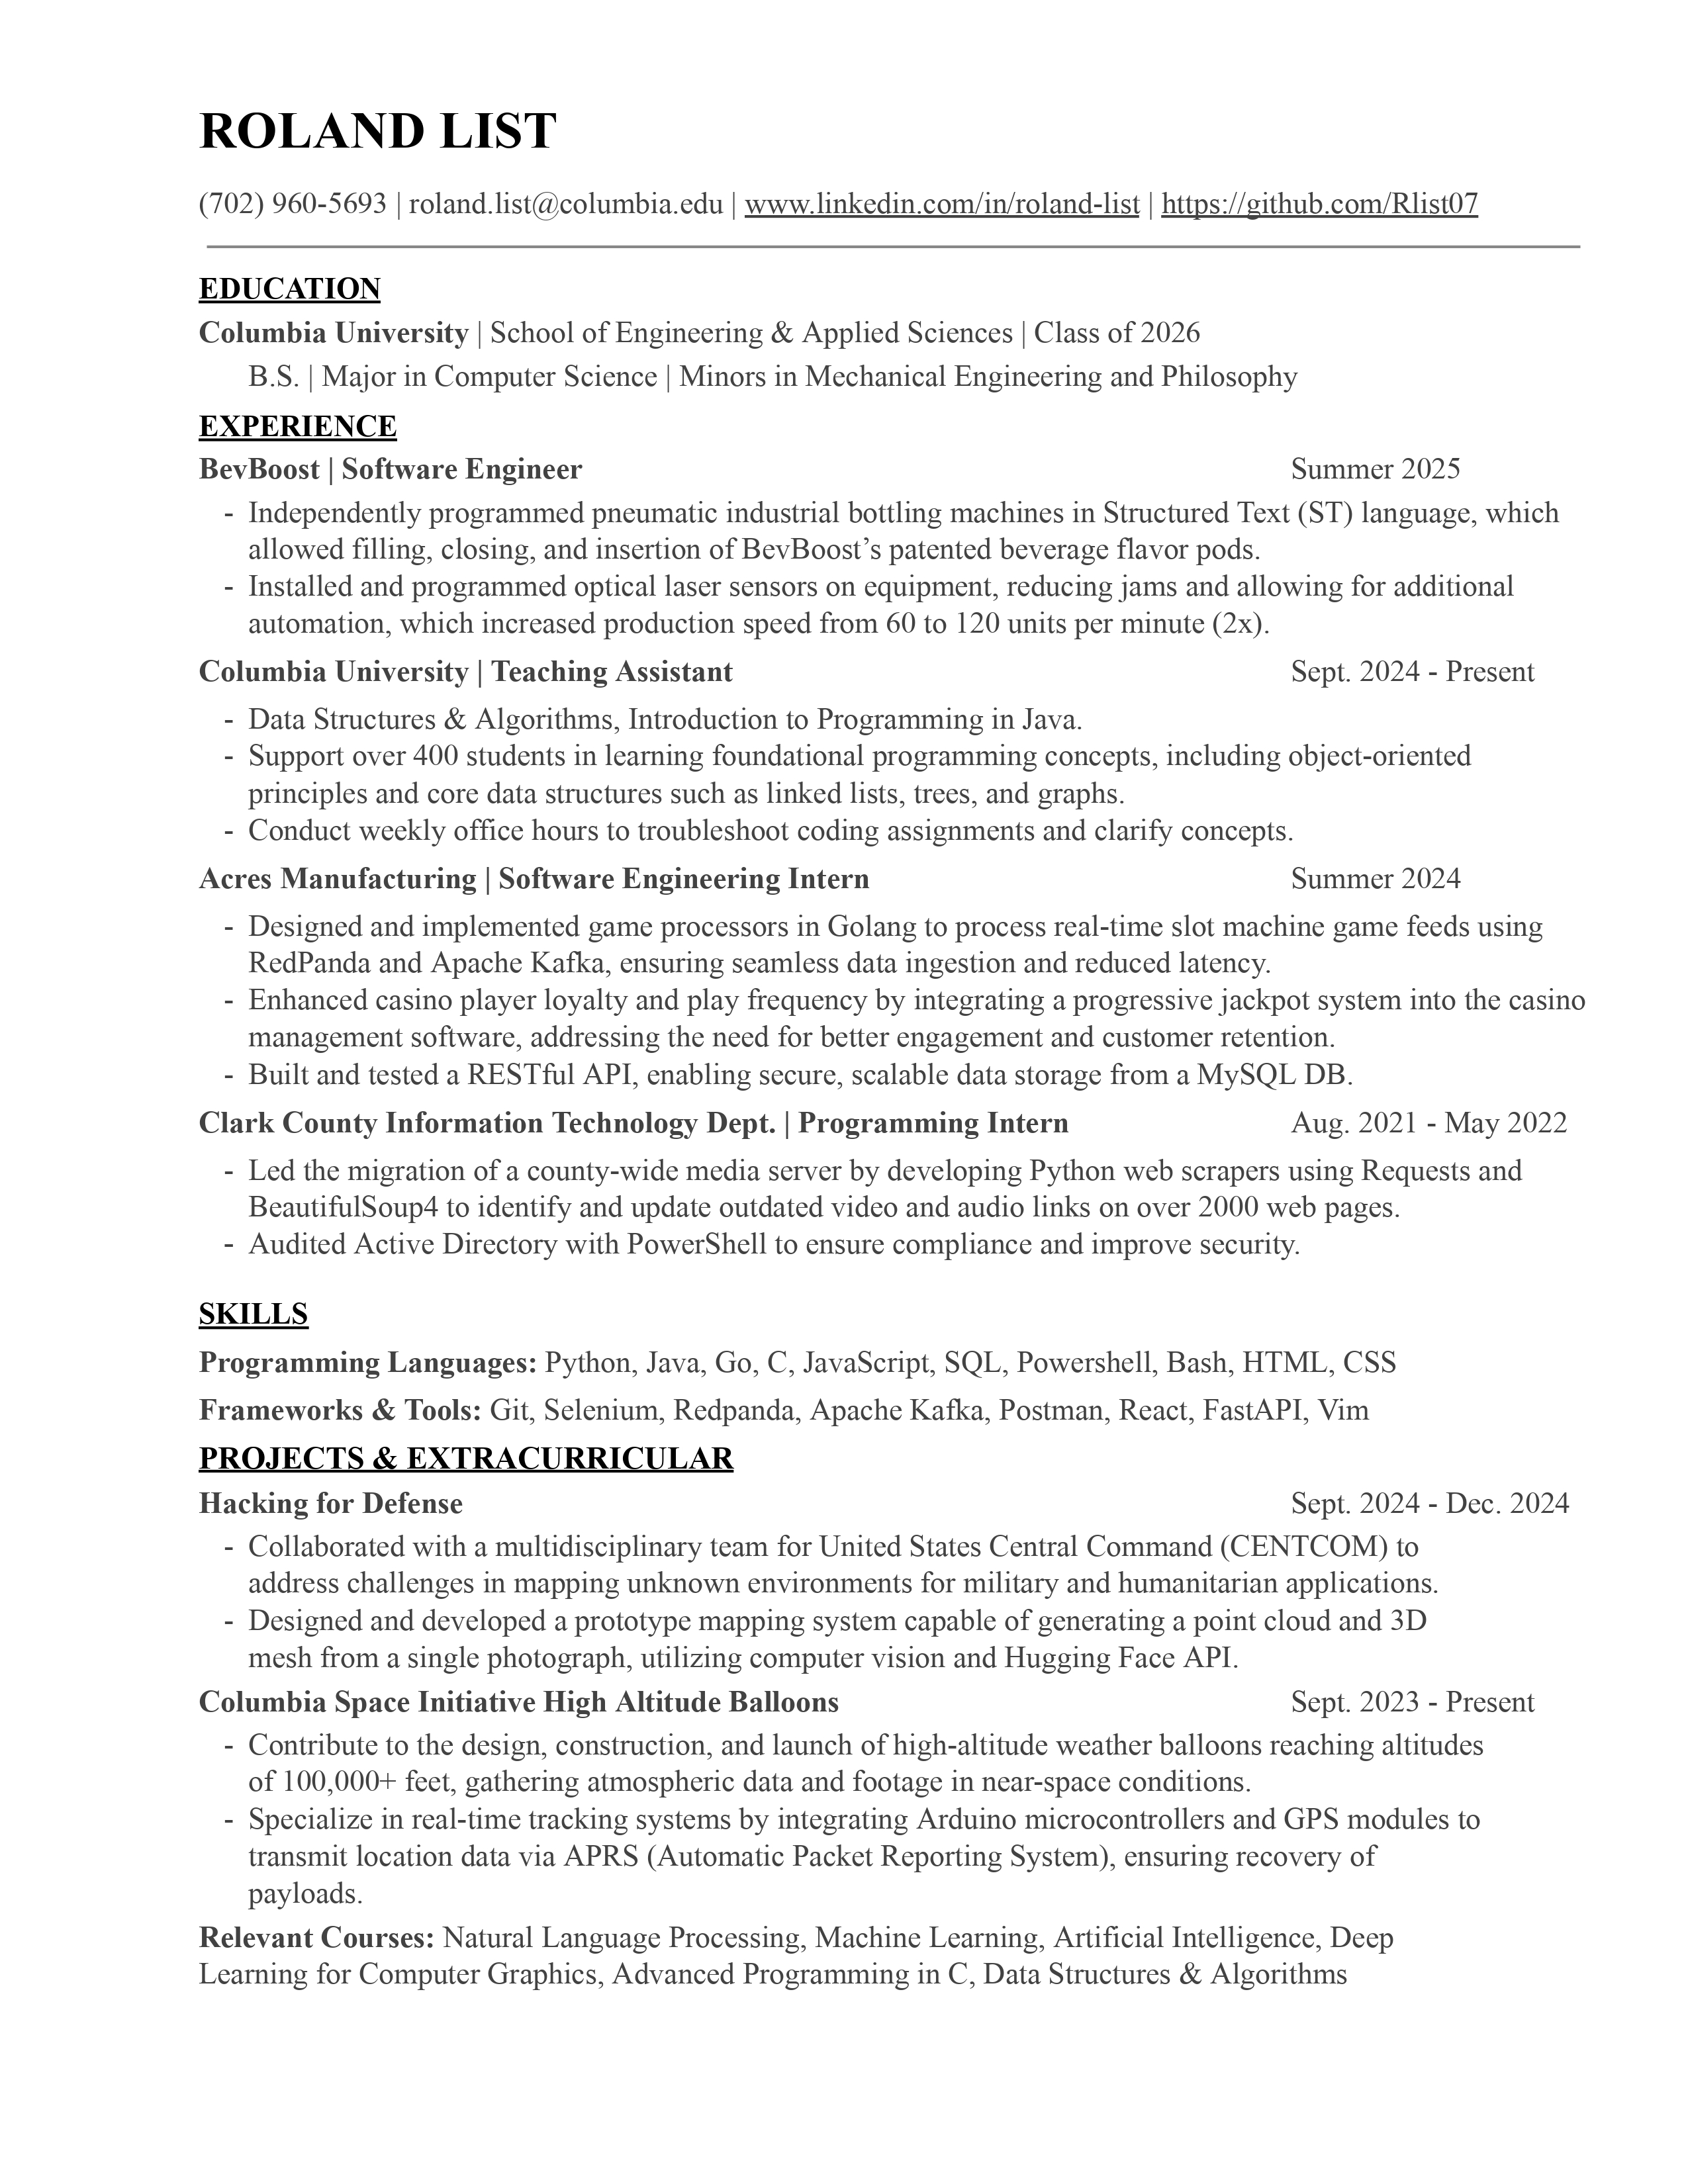 ROLAND LIST
(702) 960-5693 | roland.list@columbia.edu | www.linkedin.com/in/roland-list | https://github.com/Rlist07
EDUCATION
Columbia University | School of Engineering & Applied Sciences | Class of 2026
B.S. | Major in Computer Science | Minors in Mechanical Engineering and Philosophy
EXPERIENCE
BevBoost | Software Engineer Summer 2025
- Independently programmed pneumatic industrial bottling machines in Structured Text (ST) language, which
allowed filling, closing, and insertion of BevBoost’s patented beverage flavor pods.
- Installed and programmed optical laser sensors on equipment, reducing jams and allowing for additional
automation, which increased production speed from 60 to 120 units per minute (2x).
Columbia University | Teaching Assistant Sept. 2024 - Present
- Data Structures & Algorithms, Introduction to Programming in Java.
- Support over 400 students in learning foundational programming concepts, including object-oriented
principles and core data structures such as linked lists, trees, and graphs.
- Conduct weekly office hours to troubleshoot coding assignments and clarify concepts.
Acres Manufacturing | Software Engineering Intern Summer 2024
- Designed and implemented game processors in Golang to process real-time slot machine game feeds using
RedPanda and Apache Kafka, ensuring seamless data ingestion and reduced latency.
- Enhanced casino player loyalty and play frequency by integrating a progressive jackpot system into the casino
management software, addressing the need for better engagement and customer retention.
- Built and tested a RESTful API, enabling secure, scalable data storage from a MySQL DB.
Clark County Information Technology Dept. | Programming Intern Aug. 2021 - May 2022
- Led the migration of a county-wide media server by developing Python web scrapers using Requests and
BeautifulSoup4 to identify and update outdated video and audio links on over 2000 web pages.
- Audited Active Directory with PowerShell to ensure compliance and improve security.
SKILLS
Programming Languages: Python, Java, Go, C, JavaScript, SQL, Powershell, Bash, HTML, CSS
Frameworks & Tools: Git, Selenium, Redpanda, Apache Kafka, Postman, React, FastAPI, Vim
PROJECTS & EXTRACURRICULAR
Hacking for Defense Sept. 2024 - Dec. 2024
- Collaborated with a multidisciplinary team for United States Central Command (CENTCOM) to
address challenges in mapping unknown environments for military and humanitarian applications.
- Designed and developed a prototype mapping system capable of generating a point cloud and 3D
mesh from a single photograph, utilizing computer vision and Hugging Face API.
Columbia Space Initiative High Altitude Balloons Sept. 2023 - Present
- Contribute to the design, construction, and launch of high-altitude weather balloons reaching altitudes
of 100,000+ feet, gathering atmospheric data and footage in near-space conditions.
- Specialize in real-time tracking systems by integrating Arduino microcontrollers and GPS modules to
transmit location data via APRS (Automatic Packet Reporting System), ensuring recovery of
payloads.
Relevant Courses: Natural Language Processing, Machine Learning, Artificial Intelligence, Deep
Learning for Computer Graphics, Advanced Programming in C, Data Structures & Algorithms